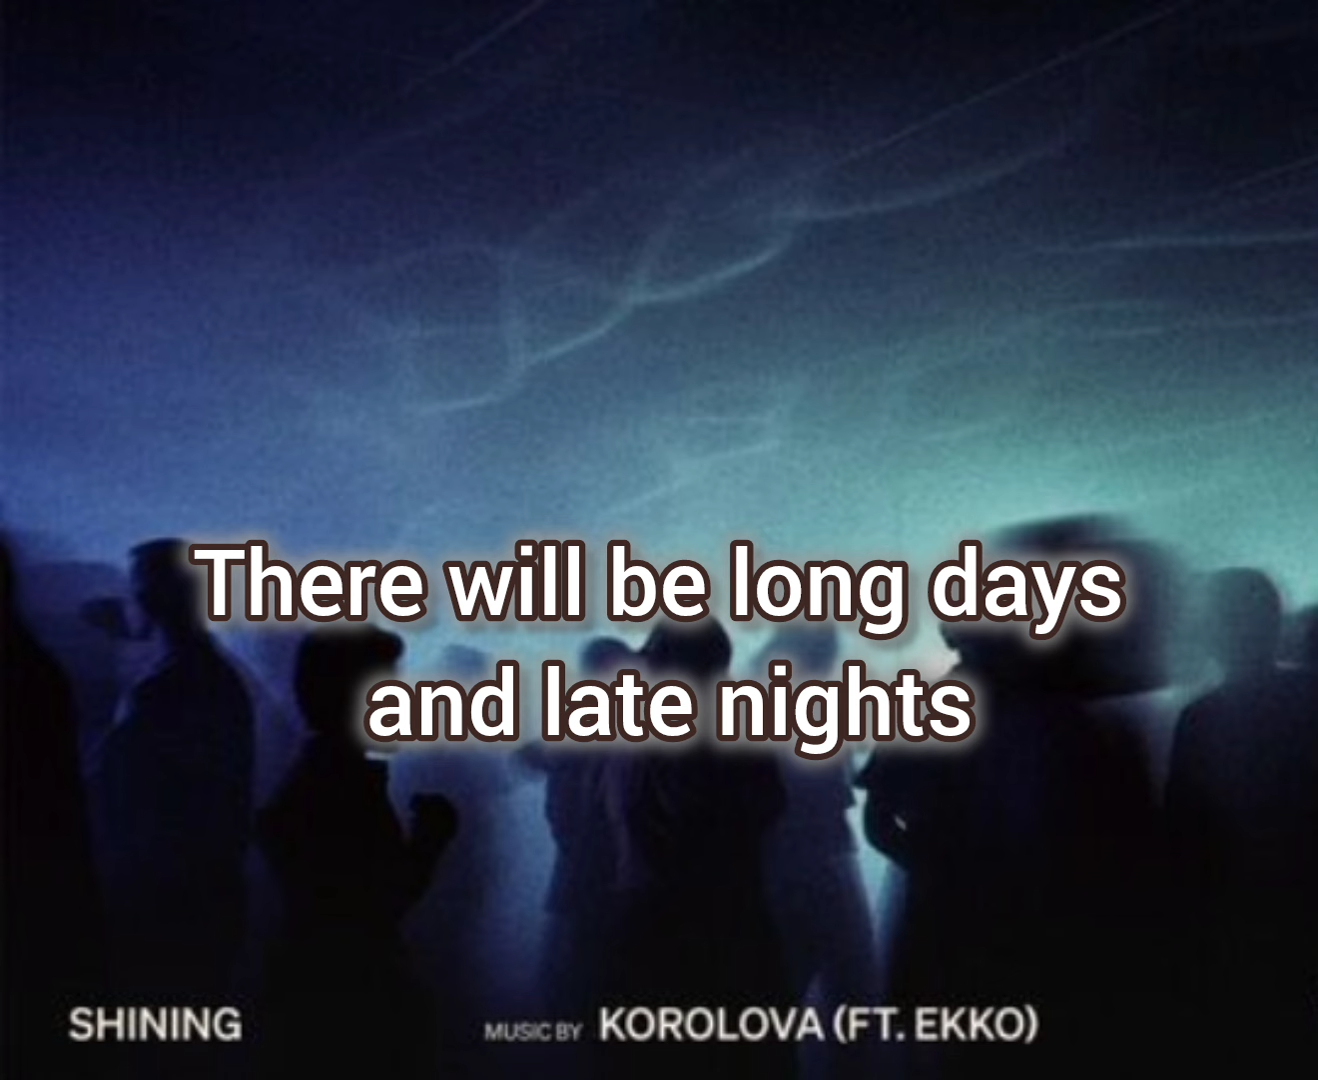 There will be long days
and late nights
SHINING
MUSIC BY KOROLOVA (FT. EKKO)